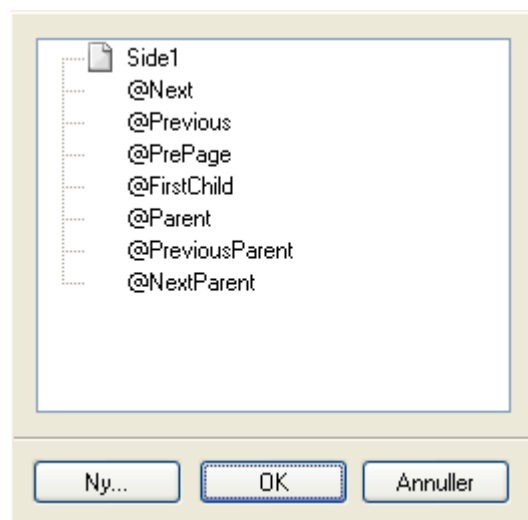 Side1
@Next
@Previous
@PrePage
@FirstChild
@Parent
@PreviousParent
@NextParent
Ny... OK Annuller